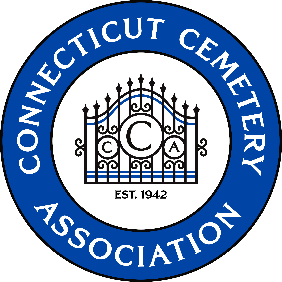 CONNECTICUT CEMETERY
C C A
EST. 1942
ASSOCIATION